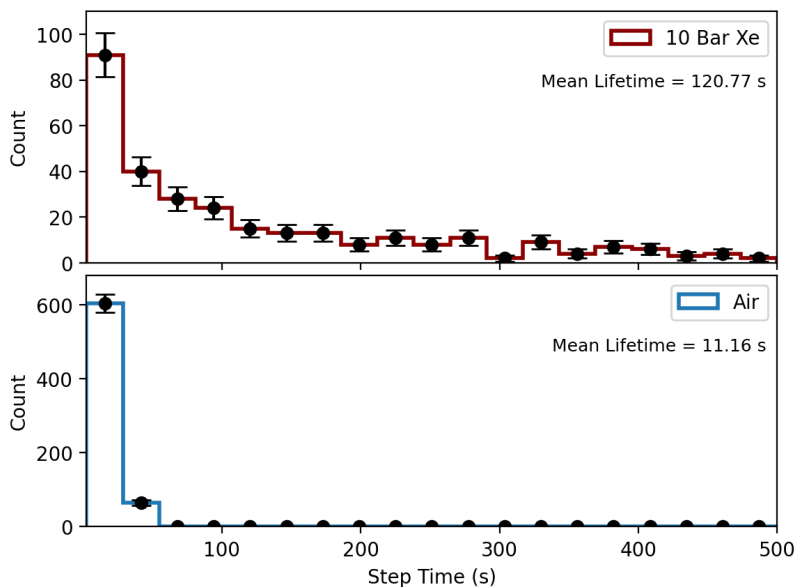 100
80
60
40
20
0
Count
10 Bar Xe
Mean Lifetime = 120.77 s
600
400
200
0
Count
Air
Mean Lifetime = 11.16 s
100 200 300 400 500
Step Time (s)